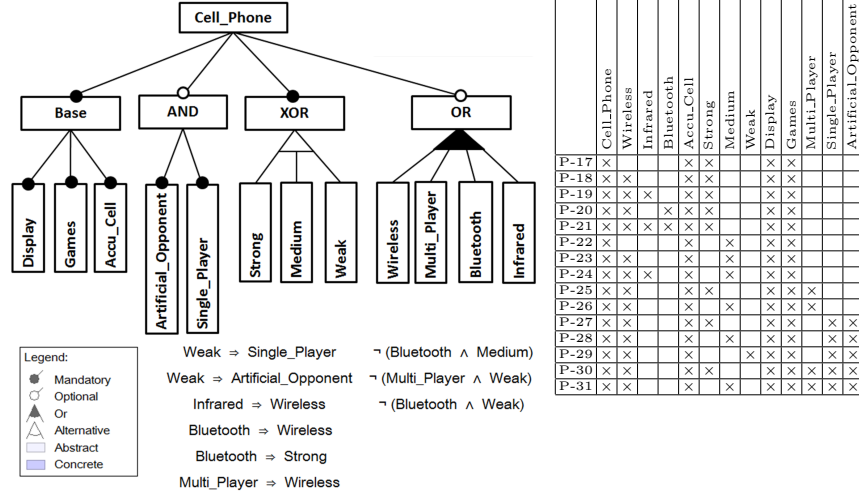 Cell_Phone
Base
AND
XOR
OR
Display
Games
Accu_Cell
Artificial_Opponent
Single_Player
Strong
Medium
Weak
Wireless
Multi_Player
Bluetooth
Infrared
Legend:
Mandatory
Optional
Or
Alternative
Abstract
Concrete
Weak ⇒ Single_Player
Weak ⇒ Artificial_Opponent
Infrared ⇒ Wireless
Bluetooth ⇒ Wireless
Bluetooth ⇒ Strong
Multi_Player ⇒ Wireless
¬ (Bluetooth ∧ Medium)
¬ (Multi_Player ∧ Weak)
¬ (Bluetooth ∧ Weak)
Cell_Phone
Wireless
Infrared
Bluetooth
Accu_Cell
Strong
Medium
Weak
Display
Games
Multi_Player
Single_Player
Artificial_Opponent
P-17 × × × × ×
P-18 × × × × × ×
P-19 × × × × × × ×
P-20 × × × × × × ×
P-21 × × × × × × × ×
P-22 × × × × ×
P-23 × × × × × ×
P-24 × × × × × × ×
P-25 × × × × × × ×
P-26 × × × × × × ×
P-27 × × × × × × × ×
P-28 × × × × × × × ×
P-29 × × × × × × × ×
P-30 × × × × × × × × ×
P-31 × × × × × × × × ×